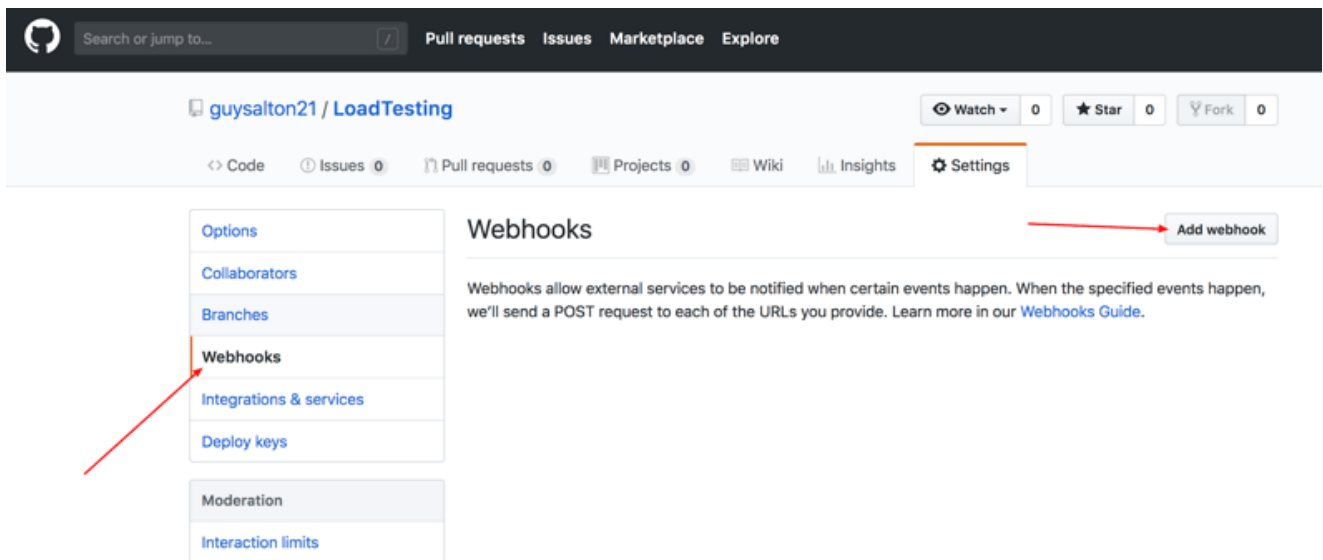 Search or jump to... /
Pull requests Issues Marketplace Explore
guysalton21 / LoadTesting
Watch 0 Star 0 Fork 0
Code Issues 0 Pull requests 0 Projects 0 Wiki Insights Settings
Options
Collaborators
Branches
Webhooks
Integrations & services
Deploy keys
Moderation
Interaction limits
Webhooks
Add webhook
Webhooks allow external services to be notified when certain events happen. When the specified events happen,
we'll send a POST request to each of the URLs you provide. Learn more in our Webhooks Guide.